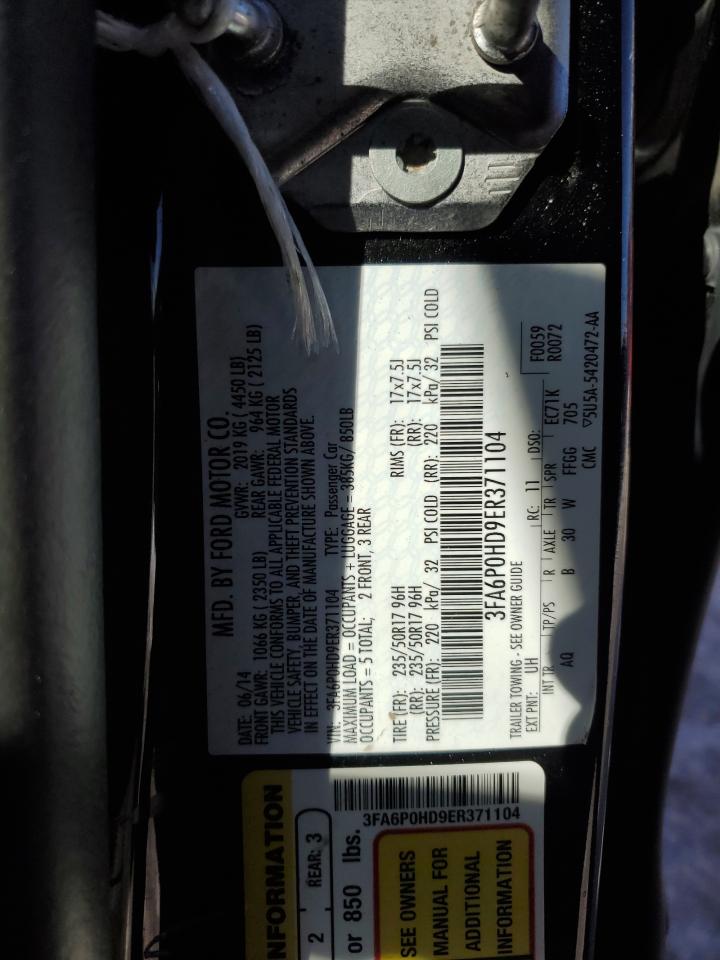 MFD. BY FORD MOTOR CO.
DATE: 06/14 GVWR: 2019 KG ( 4450 LB)
FRONT GAWR: 1066 KG ( 2350 LB) REAR GAWR: 964 KG ( 2125 LB)
THIS VEHICLE CONFORMS TO ALL APPLICABLE FEDERAL MOTOR
VEHICLE SAFETY, BUMPER, AND THEFT PREVENTION STANDARDS
IN EFFECT ON THE DATE OF MANUFACTURE SHOWN ABOVE.
VIN: 3FA6P0HD9ER371104 TYPE: Passenger Car
MAXIMUM LOAD = OCCUPANTS + LUGGAGE = 385KG/ 850LB
OCCUPANTS = 5 TOTAL; 2 FRONT, 3 REAR
TIRE (FR): 235/50R17 96H RIMS (FR): 17x7.5J
(RR): 235/50R17 96H (RR): 17x7.5J
PRESSURE (FR): 220 kPa/ 32 PSI COLD (RR): 220 kPa/ 32 PSI COLD
3FA6P0HD9ER371104
TRAILER TOWING - SEE OWNER GUIDE
EXT PNT: UH RC: 11 DSO: F0059
R0072
INT TR TP/PS R AXLE TR SPR EC71K
AQ B 30 W FFGG 705
CMC ▽5U5A-5420472-AA
NFORMATION
2 REAR: 3
or 850 lbs.
3FA6P0HD9ER371104
SEE OWNERS
MANUAL FOR
ADDITIONAL
INFORMATION